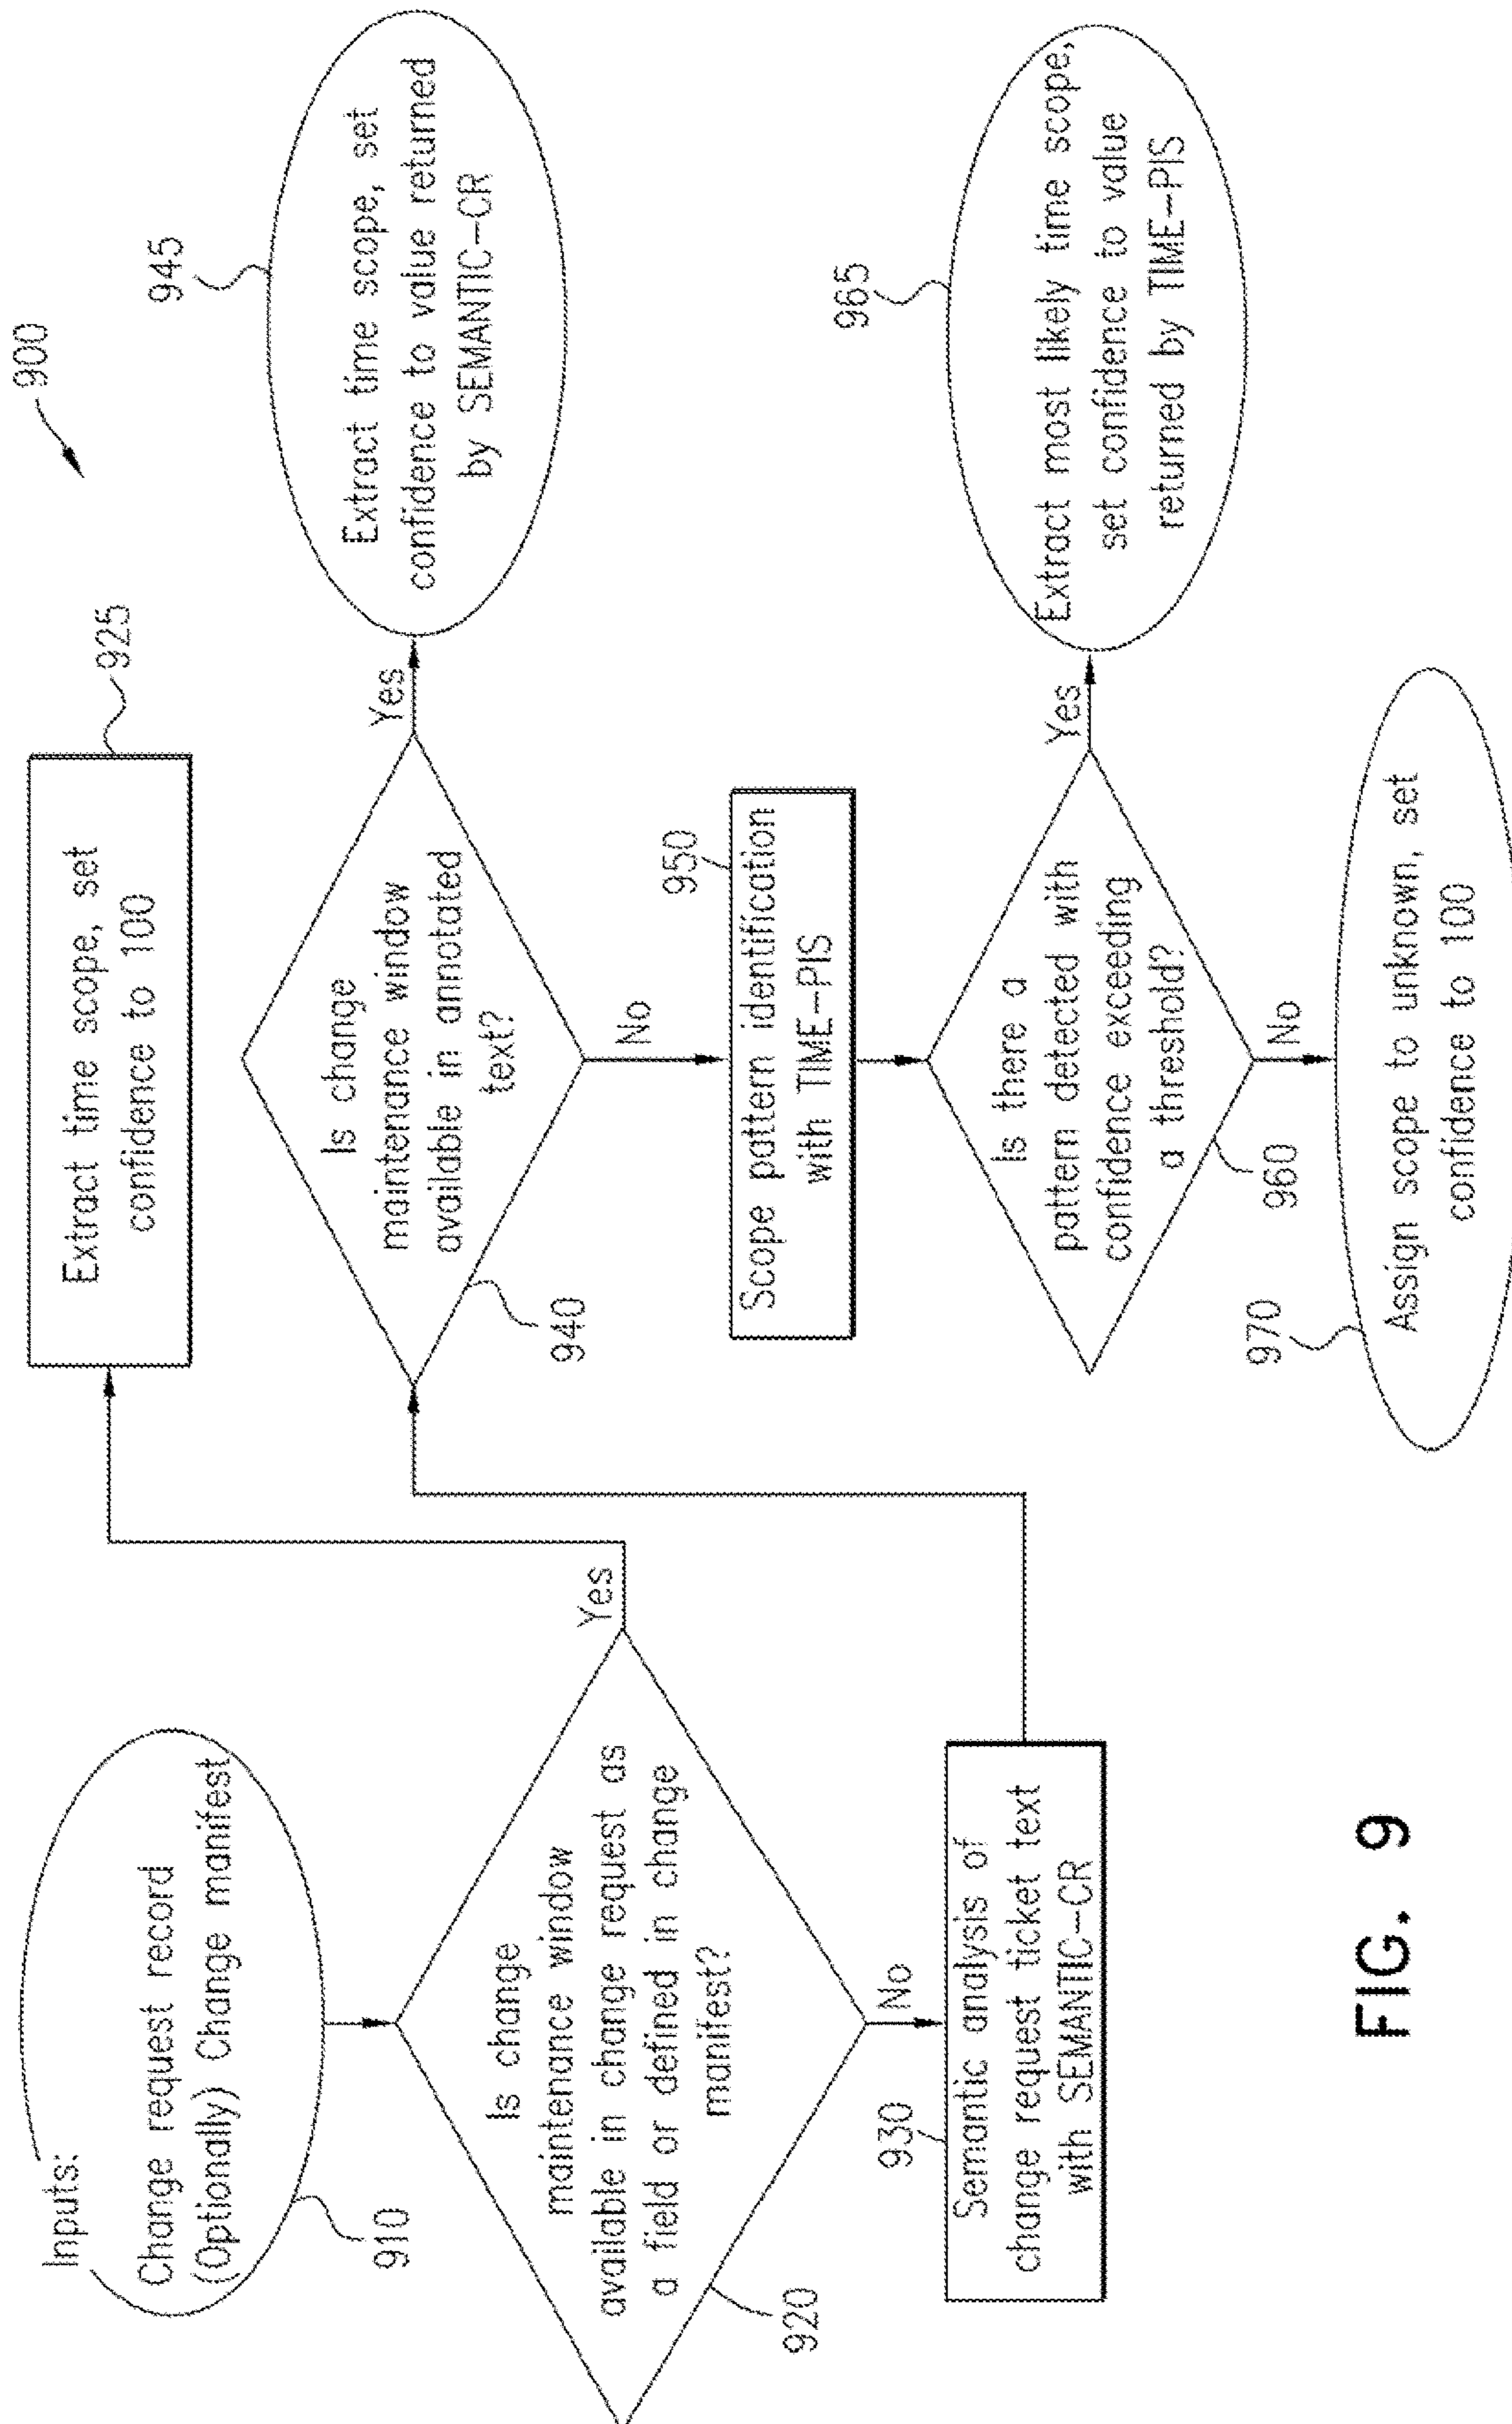 900
Inputs:
Change request record
(Optionally) Change manifest
910
Is change
maintenance window
available in change request as
a field or defined in change
manifest?
920
Yes
No
Extract time scope, set
confidence to 100
925
Semantic analysis of
change request ticket text
with SEMANTIC-CR
930
Is change
maintenance window
available in annotated
text?
940
Yes
No
Extract time scope, set
confidence to value returned
by SEMANTIC-CR
945
Scope pattern identification
with TIME-PIS
950
Is there a
pattern detected with
confidence exceeding
a threshold?
960
Yes
No
Extract most likely time scope,
set confidence to value
returned by TIME-PIS
965
Assign scope to unknown, set
confidence to 100
970
FIG. 9